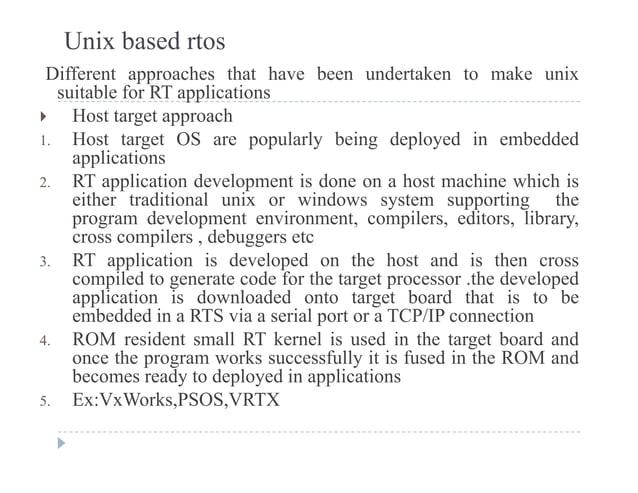 Unix based rtos
Different approaches that have been undertaken to make unix
suitable for RT applications
Host target approach
1. Host target OS are popularly being deployed in embedded
applications
2. RT application development is done on a host machine which is
either traditional unix or windows system supporting the
program development environment, compilers, editors, library,
cross compilers , debuggers etc
3. RT application is developed on the host and is then cross
compiled to generate code for the target processor .the developed
application is downloaded onto target board that is to be
embedded in a RTS via a serial port or a TCP/IP connection
4. ROM resident small RT kernel is used in the target board and
once the program works successfully it is fused in the ROM and
becomes ready to deployed in applications
5. Ex:VxWorks,PSOS,VRTX